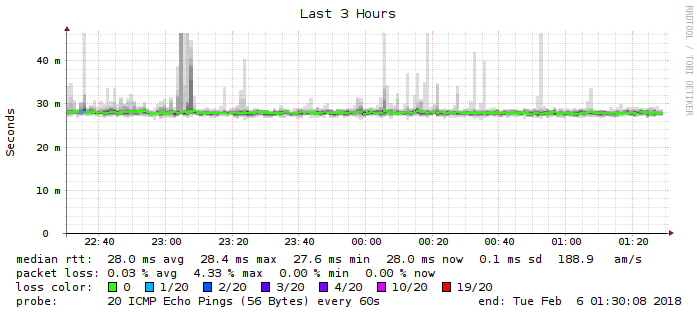 Last 3 Hours
RRDTOOL / TOBI OETIKER
Seconds
40 m
30 m
20 m
10 m
0
22:40 23:00 23:20 23:40 00:00 00:20 00:40 01:00 01:20
median rtt: 28.0 ms avg 28.4 ms max 27.6 ms min 28.0 ms now 0.1 ms sd 188.9 am/s
packet loss: 0.03 % avg 4.33 % max 0.00 % min 0.00 % now
loss color: 0 1/20 2/20 3/20 4/20 10/20 19/20
probe: 20 ICMP Echo Pings (56 Bytes) every 60s end: Tue Feb 6 01:30:08 2018